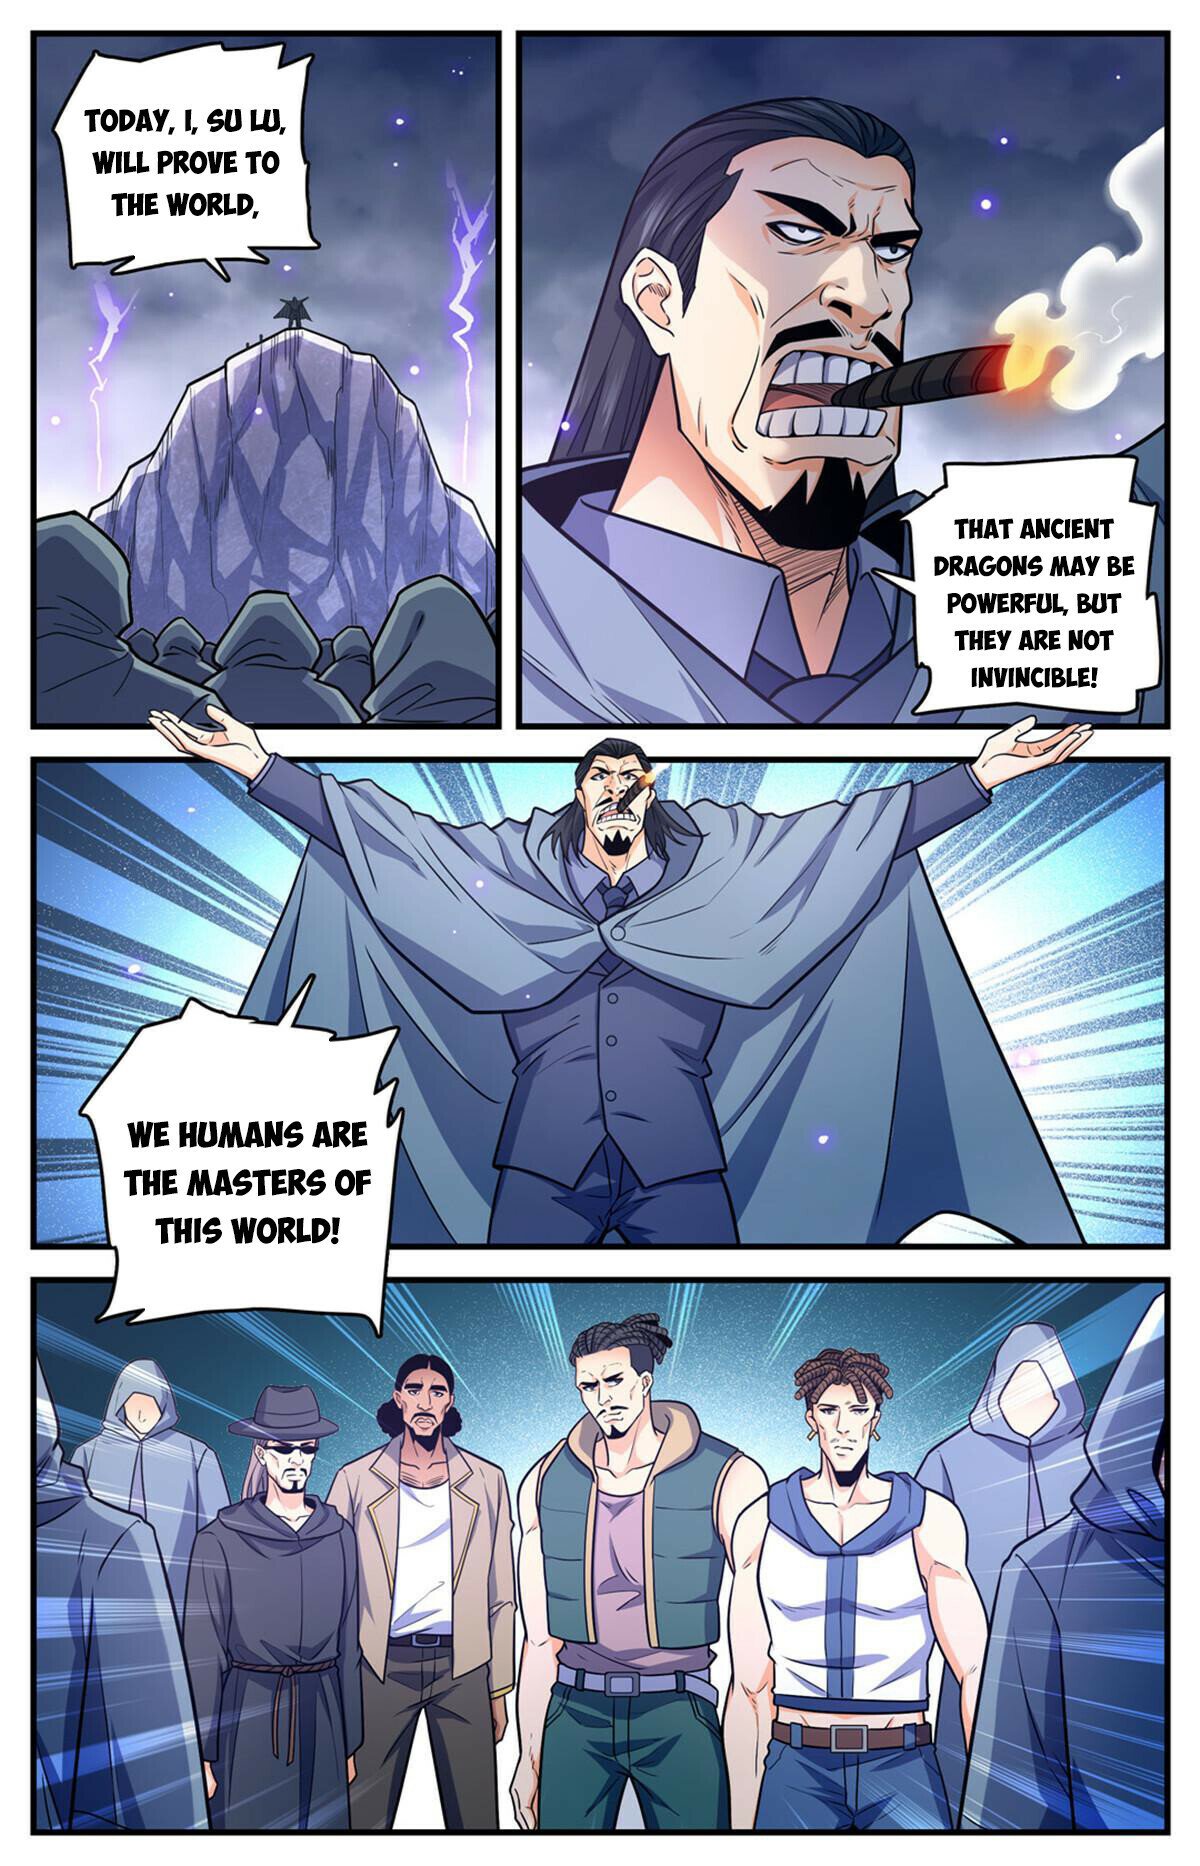 TODAY, I, SU LU,
WILL PROVE TO
THE WORLD,
THAT ANCIENT
DRAGONS MAY BE
POWERFUL, BUT
THEY ARE NOT
INVINCIBLE!
WE HUMANS ARE
THE MASTERS OF
THIS WORLD!